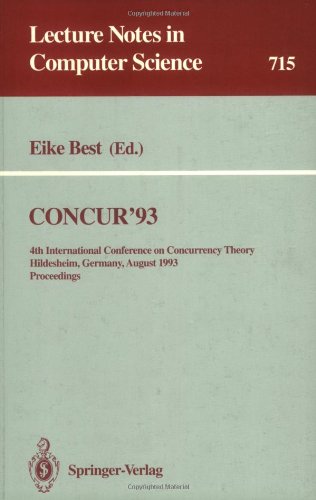 Lecture Notes in
Computer Science 715
Eike Best (Ed.)
CONCUR'93
4th International Conference on Concurrency Theory
Hildesheim, Germany, August 1993
Proceedings
Springer-Verlag